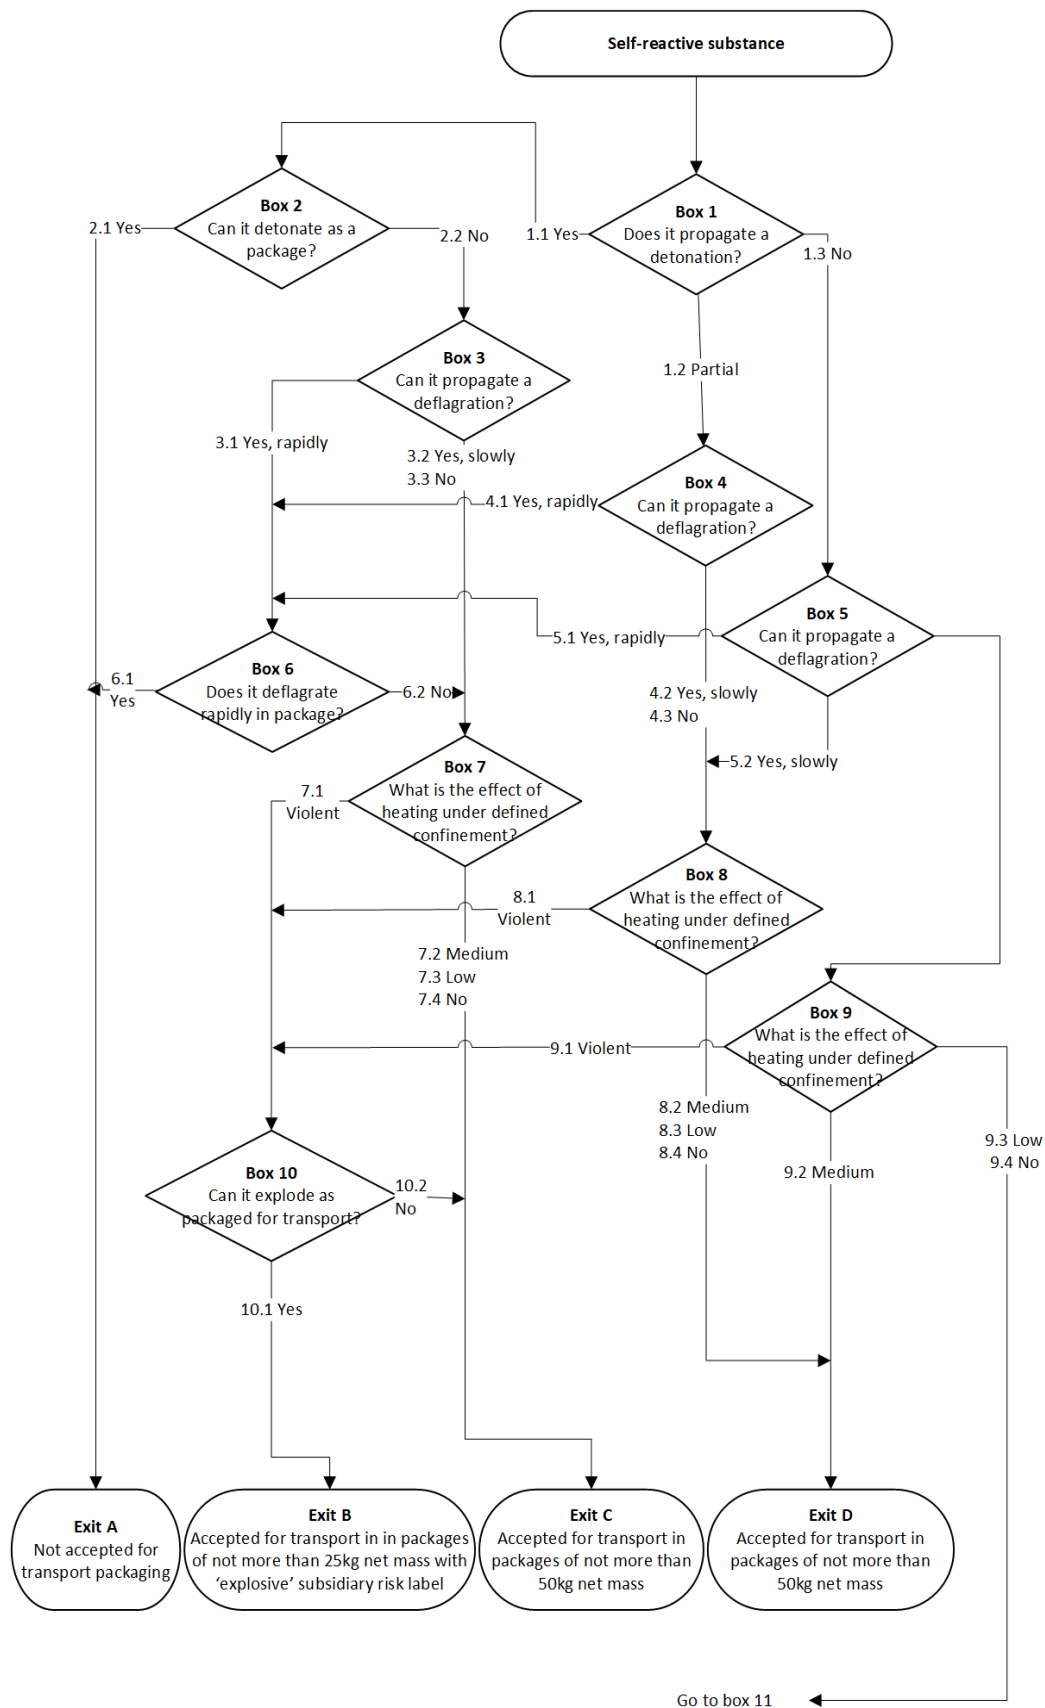 Self-reactive substance
Box 1
Does it propagate a
detonation?
1.1 Yes
1.2 Partial
1.3 No
Box 2
Can it detonate as a
package?
2.1 Yes
2.2 No
Box 3
Can it propagate a
deflagration?
3.1 Yes, rapidly
3.2 Yes, slowly
3.3 No
Box 4
Can it propagate a
deflagration?
4.1 Yes, rapidly
4.2 Yes, slowly
4.3 No
Box 5
Can it propagate a
deflagration?
5.1 Yes, rapidly
5.2 Yes, slowly
Box 6
Does it deflagrate
rapidly in package?
6.1
Yes
6.2 No
Box 7
What is the effect of
heating under defined
confinement?
7.1
Violent
7.2 Medium
7.3 Low
7.4 No
Box 8
What is the effect of
heating under defined
confinement?
8.1
Violent
8.2 Medium
8.3 Low
8.4 No
Box 9
What is the effect of
heating under defined
confinement?
9.1 Violent
9.2 Medium
9.3 Low
9.4 No
Box 10
Can it explode as
packaged for transport?
10.1 Yes
10.2
No
Exit A
Not accepted for
transport packaging
Exit B
Accepted for transport in in packages
of not more than 25kg net mass with
‘explosive’ subsidiary risk label
Exit C
Accepted for transport in
packages of not more than
50kg net mass
Exit D
Accepted for transport in
packages of not more than
50kg net mass
Go to box 11